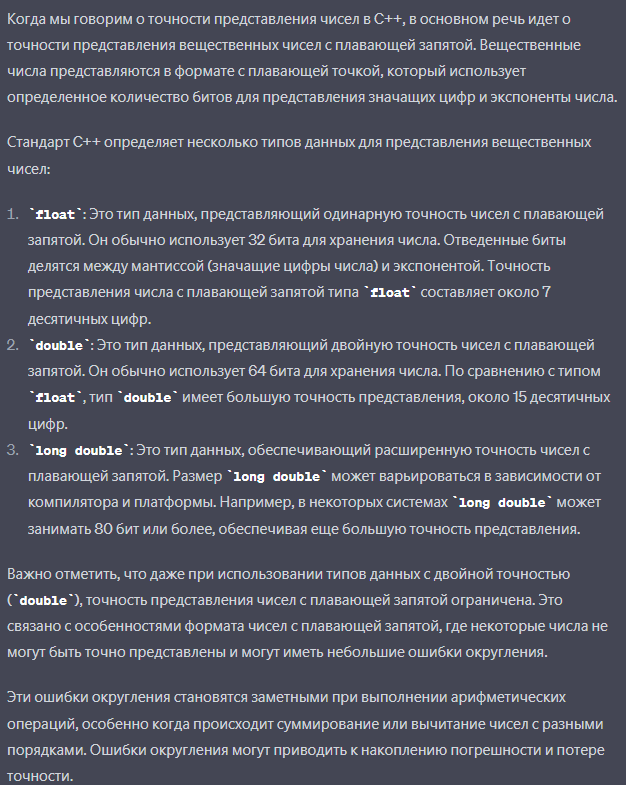 Когда мы говорим о точности представления чисел в C++, в основном речь идет о
точности представления вещественных чисел с плавающей запятой. Вещественные
числа представляются в формате с плавающей точкой, который использует
определенное количество битов для представления значащих цифр и экспоненты числа.
Стандарт C++ определяет несколько типов данных для представления вещественных
чисел:
1. `float`: Это тип данных, представляющий одинарную точность чисел с плавающей
запятой. Он обычно использует 32 бита для хранения числа. Отведенные биты
делятся между мантиссой (значащие цифры числа) и экспонентой. Точность
представления числа с плавающей запятой типа `float` составляет около 7
десятичных цифр.
2. `double`: Это тип данных, представляющий двойную точность чисел с плавающей
запятой. Он обычно использует 64 бита для хранения числа. По сравнению с типом
`float`, тип `double` имеет большую точность представления, около 15 десятичных
цифр.
3. `long double`: Это тип данных, обеспечивающий расширенную точность чисел с
плавающей запятой. Размер `long double` может варьироваться в зависимости от
компилятора и платформы. Например, в некоторых системах `long double` может
занимать 80 бит или более, обеспечивая еще большую точность представления.
Важно отметить, что даже при использовании типов данных с двойной точностью
(`double`), точность представления чисел с плавающей запятой ограничена. Это
связано с особенностями формата чисел с плавающей запятой, где некоторые числа не
могут быть точно представлены и могут иметь небольшие ошибки округления.
Эти ошибки округления становятся заметными при выполнении арифметических
операций, особенно когда происходит суммирование или вычитание чисел с разными
порядками. Ошибки округления могут приводить к накоплению погрешности и потере
точности.